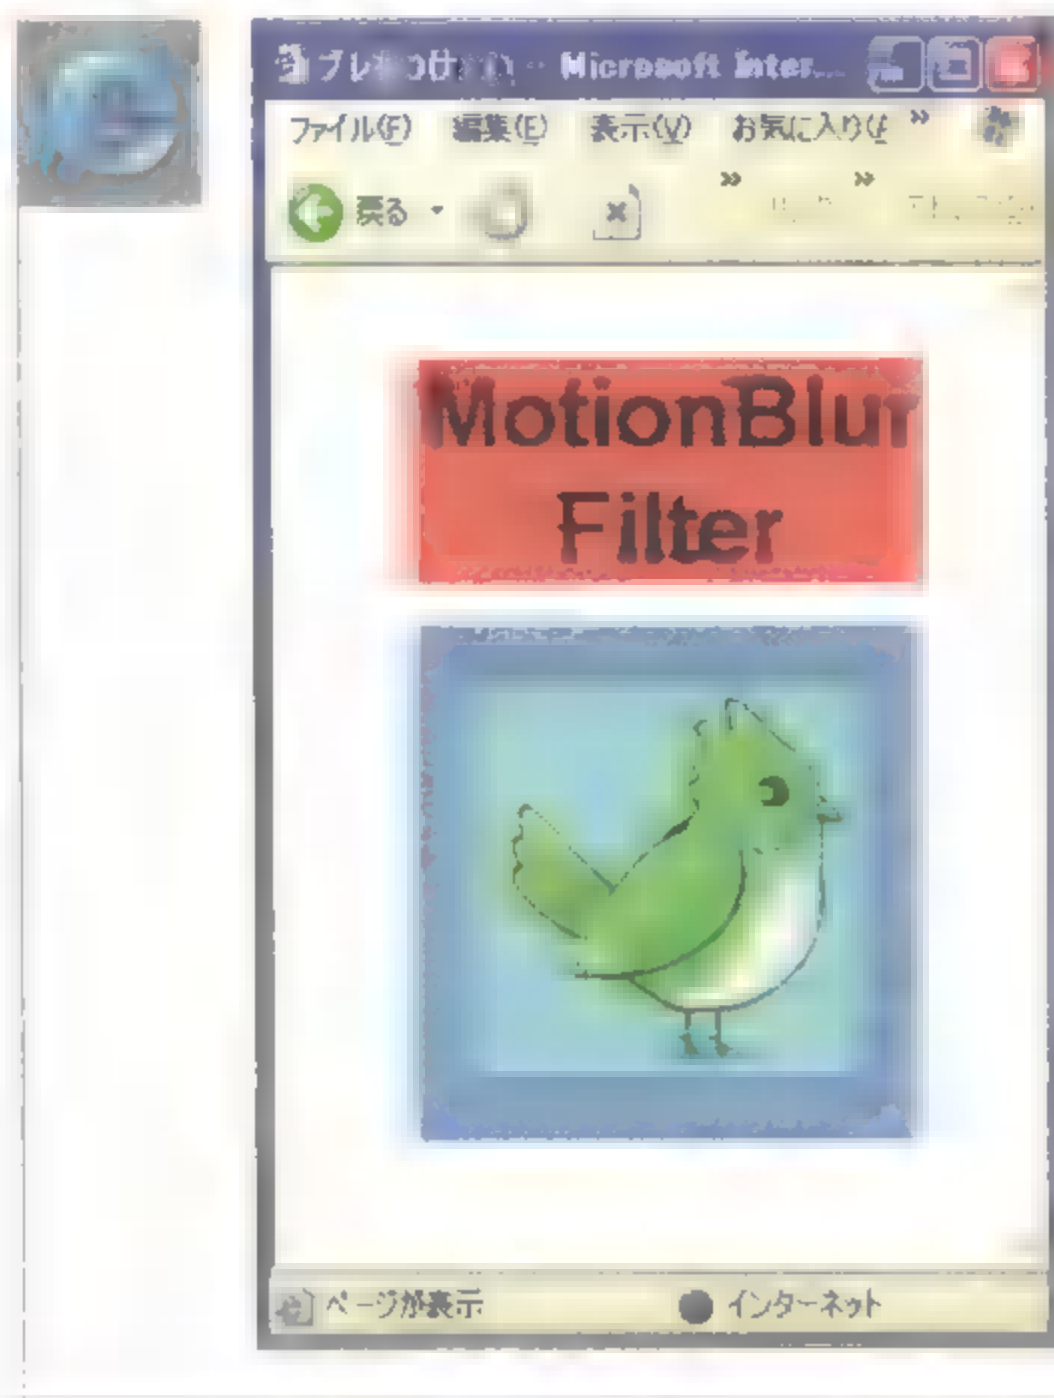 Microsoft Inter...
ファイル(F) 編集(E) 表示(V) お気に入り(A »
戻る » »
MotionBlur
Filter
ページが表示 インターネット